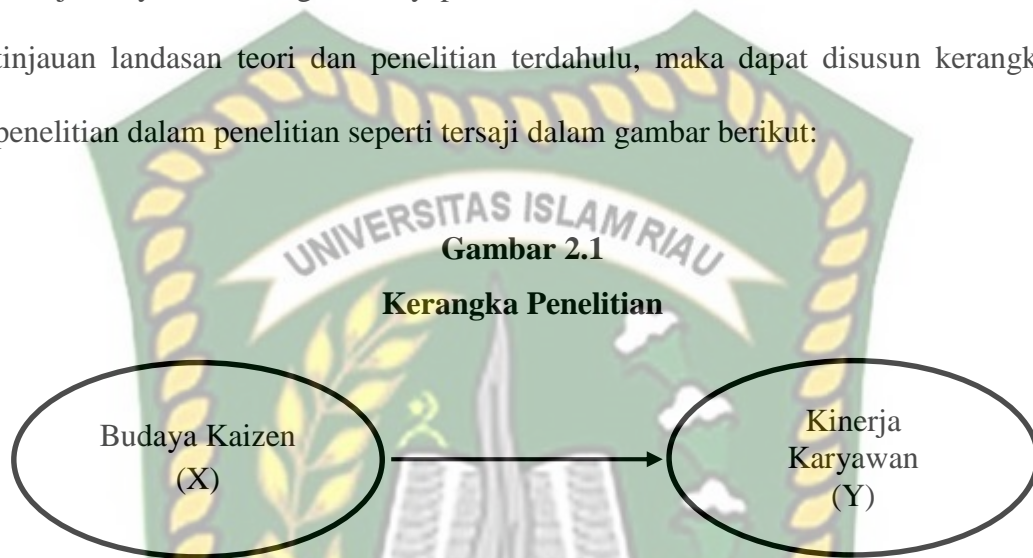 tinjauan landasan teori dan penelitian terdahulu, maka dapat disusun kerangk
penelitian dalam penelitian seperti tersaji dalam gambar berikut:
UNIVERSITAS ISLAM RIAU
Gambar 2.1
Kerangka Penelitian
Budaya Kaizen
(X)
Kinerja
Karyawan
(Y)